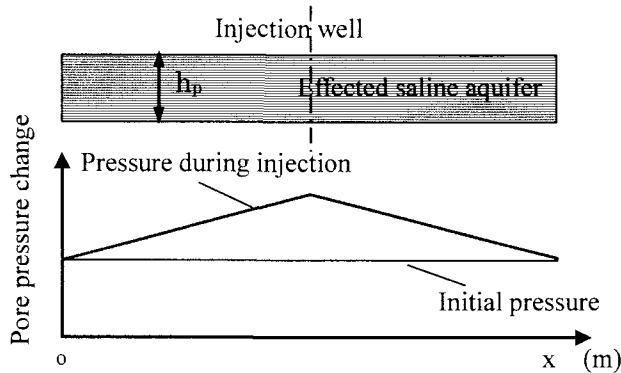 Injection well
hₚ
Effected saline aquifer
Pore pressure change
Pressure during injection
Initial pressure
o
x (m)